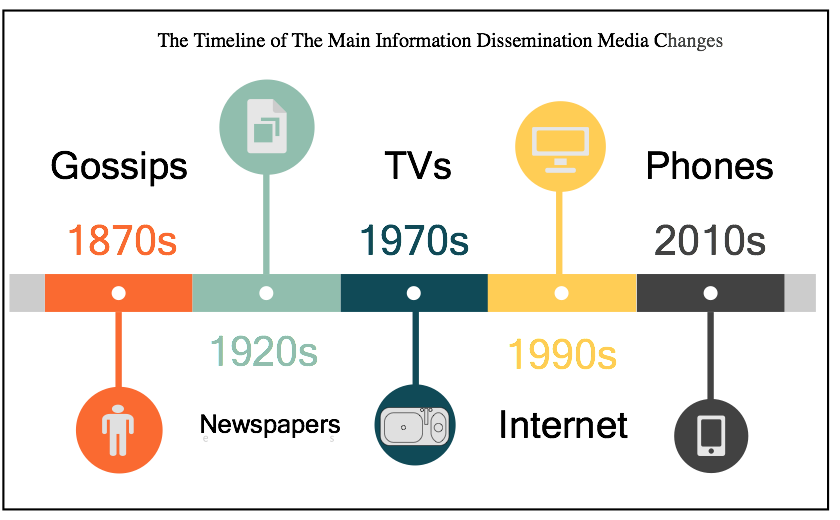 The Timeline of The Main Information Dissemination Media Changes
Gossips
1870s
1920s
Newspapers
e s
TVs
1970s
1990s
Internet
Phones
2010s